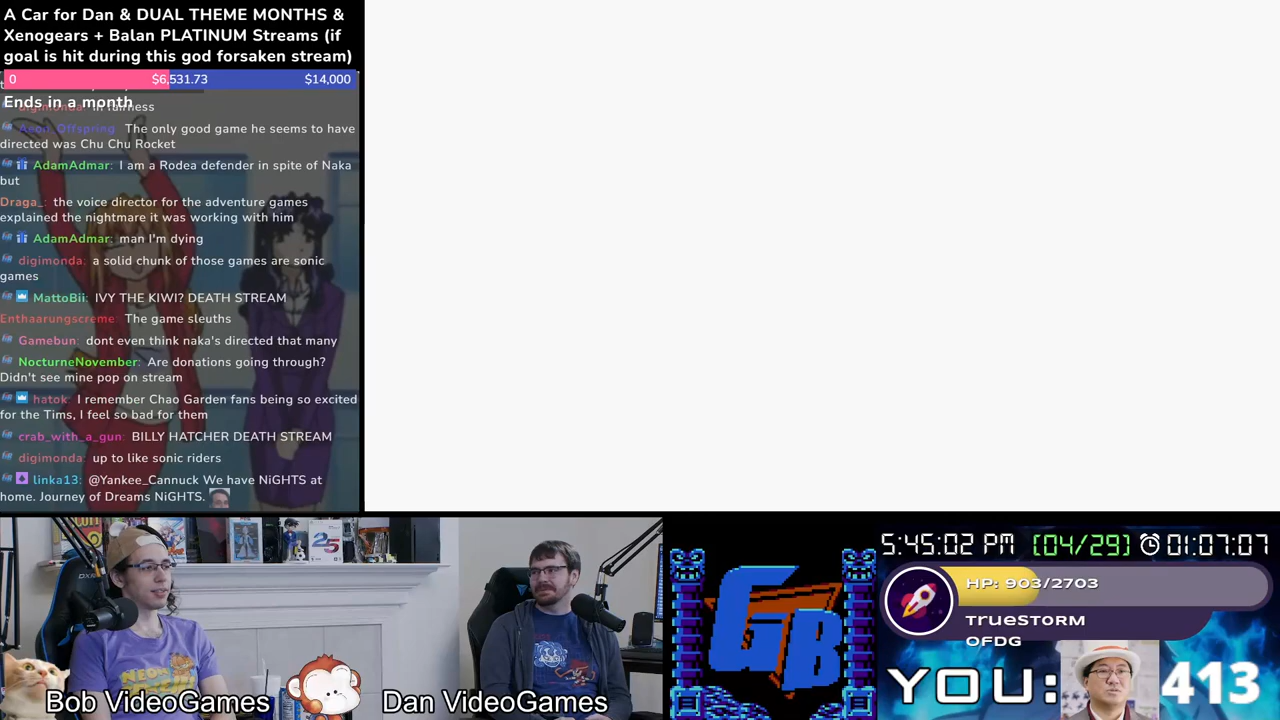 A Car for Dan & DUAL THEME MONTHS &
Xenogears + Balan PLATINUM Streams (if
goal is hit during this god forsaken stream)
0 $6,531.73 $14,000
Ends in a month
digimonda: in fairness
Aeon_Offspring: The only good game he seems to have
directed was Chu Chu Rocket
AdamAdmar: I am a Rodea defender in spite of Naka
but
Draga_: the voice director for the adventure games
explained the nightmare it was working with him
AdamAdmar: man I'm dying
digimonda: a solid chunk of those games are sonic
games
MattoBii: IVY THE KIWI? DEATH STREAM
Enthaarungscreme: The game sleuths
Gamebun: dont even think naka's directed that many
NocturneNovember: Are donations going through?
Didn't see mine pop on stream
hatok: I remember Chao Garden fans being so excited
for the Tims, I feel so bad for them
crab_with_a_gun: BILLY HATCHER DEATH STREAM
digimonda: up to like sonic riders
linka13: @Yankee_Cannuck We have NiGHTS at
home. Journey of Dreams NiGHTS.
25
NEON
Bob VideoGames
Dan VideoGames
GB
5:45:02 PM [04/29] 01:07:07
HP: 903/2703
TrueStorm
OFDG
YOU: 413